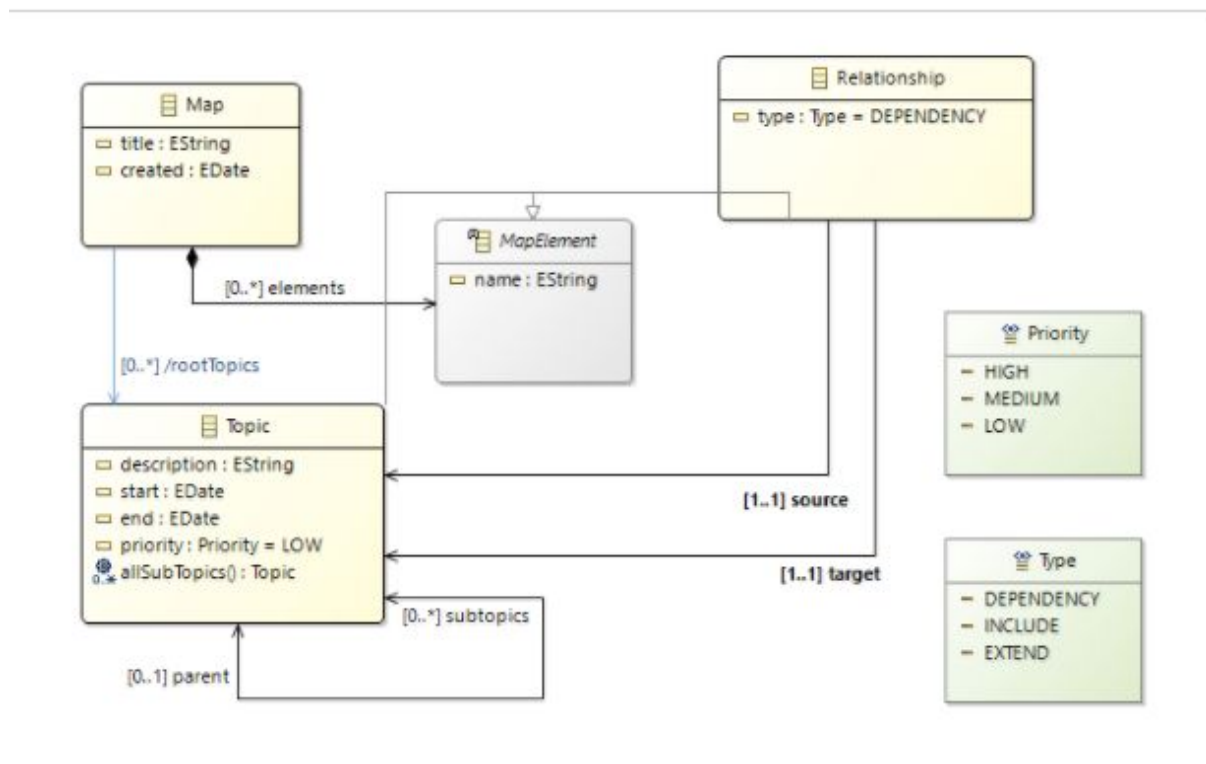 Map
title : EString
created : EDate
Relationship
type : Type = DEPENDENCY
MapElement
name : EString
[0..*] elements
[0..*] /rootTopics
Priority
HIGH
MEDIUM
LOW
Topic
description : EString
start : EDate
end : EDate
priority : Priority = LOW
0..* allSubTopics() : Topic
[1..1] source
[1..1] target
[0..*] subtopics
[0..1] parent
Type
DEPENDENCY
INCLUDE
EXTEND